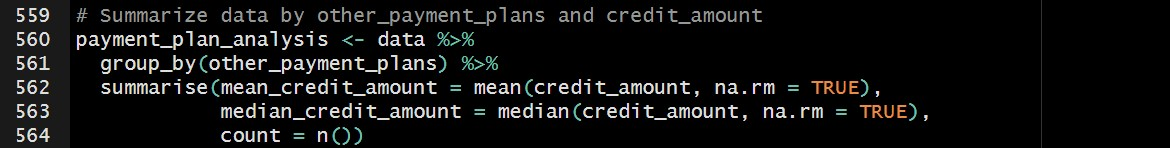 559 # Summarize data by other_payment_plans and credit_amount
560 payment_plan_analysis <- data %>%
561   group_by(other_payment_plans) %>%
562   summarise(mean_credit_amount = mean(credit_amount, na.rm = TRUE),
563             median_credit_amount = median(credit_amount, na.rm = TRUE),
564             count = n())